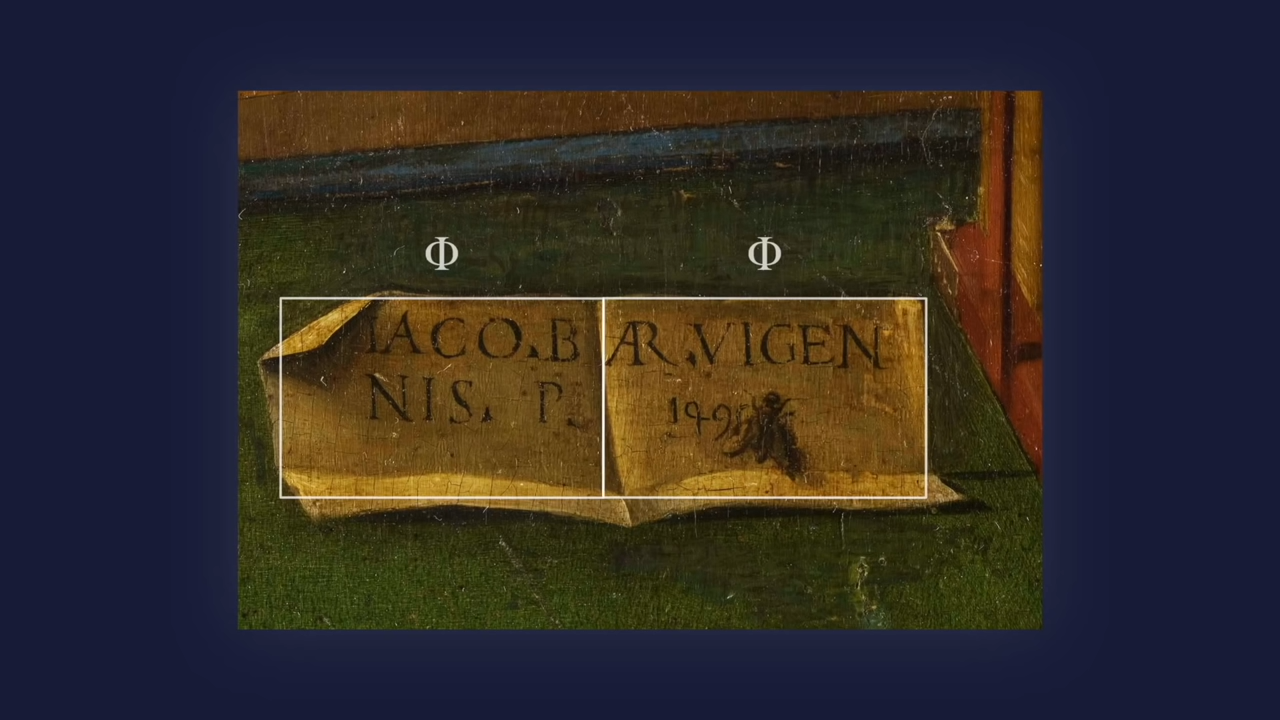 Φ Φ
IACO.BAR.VIGEN
NIS. P. 149